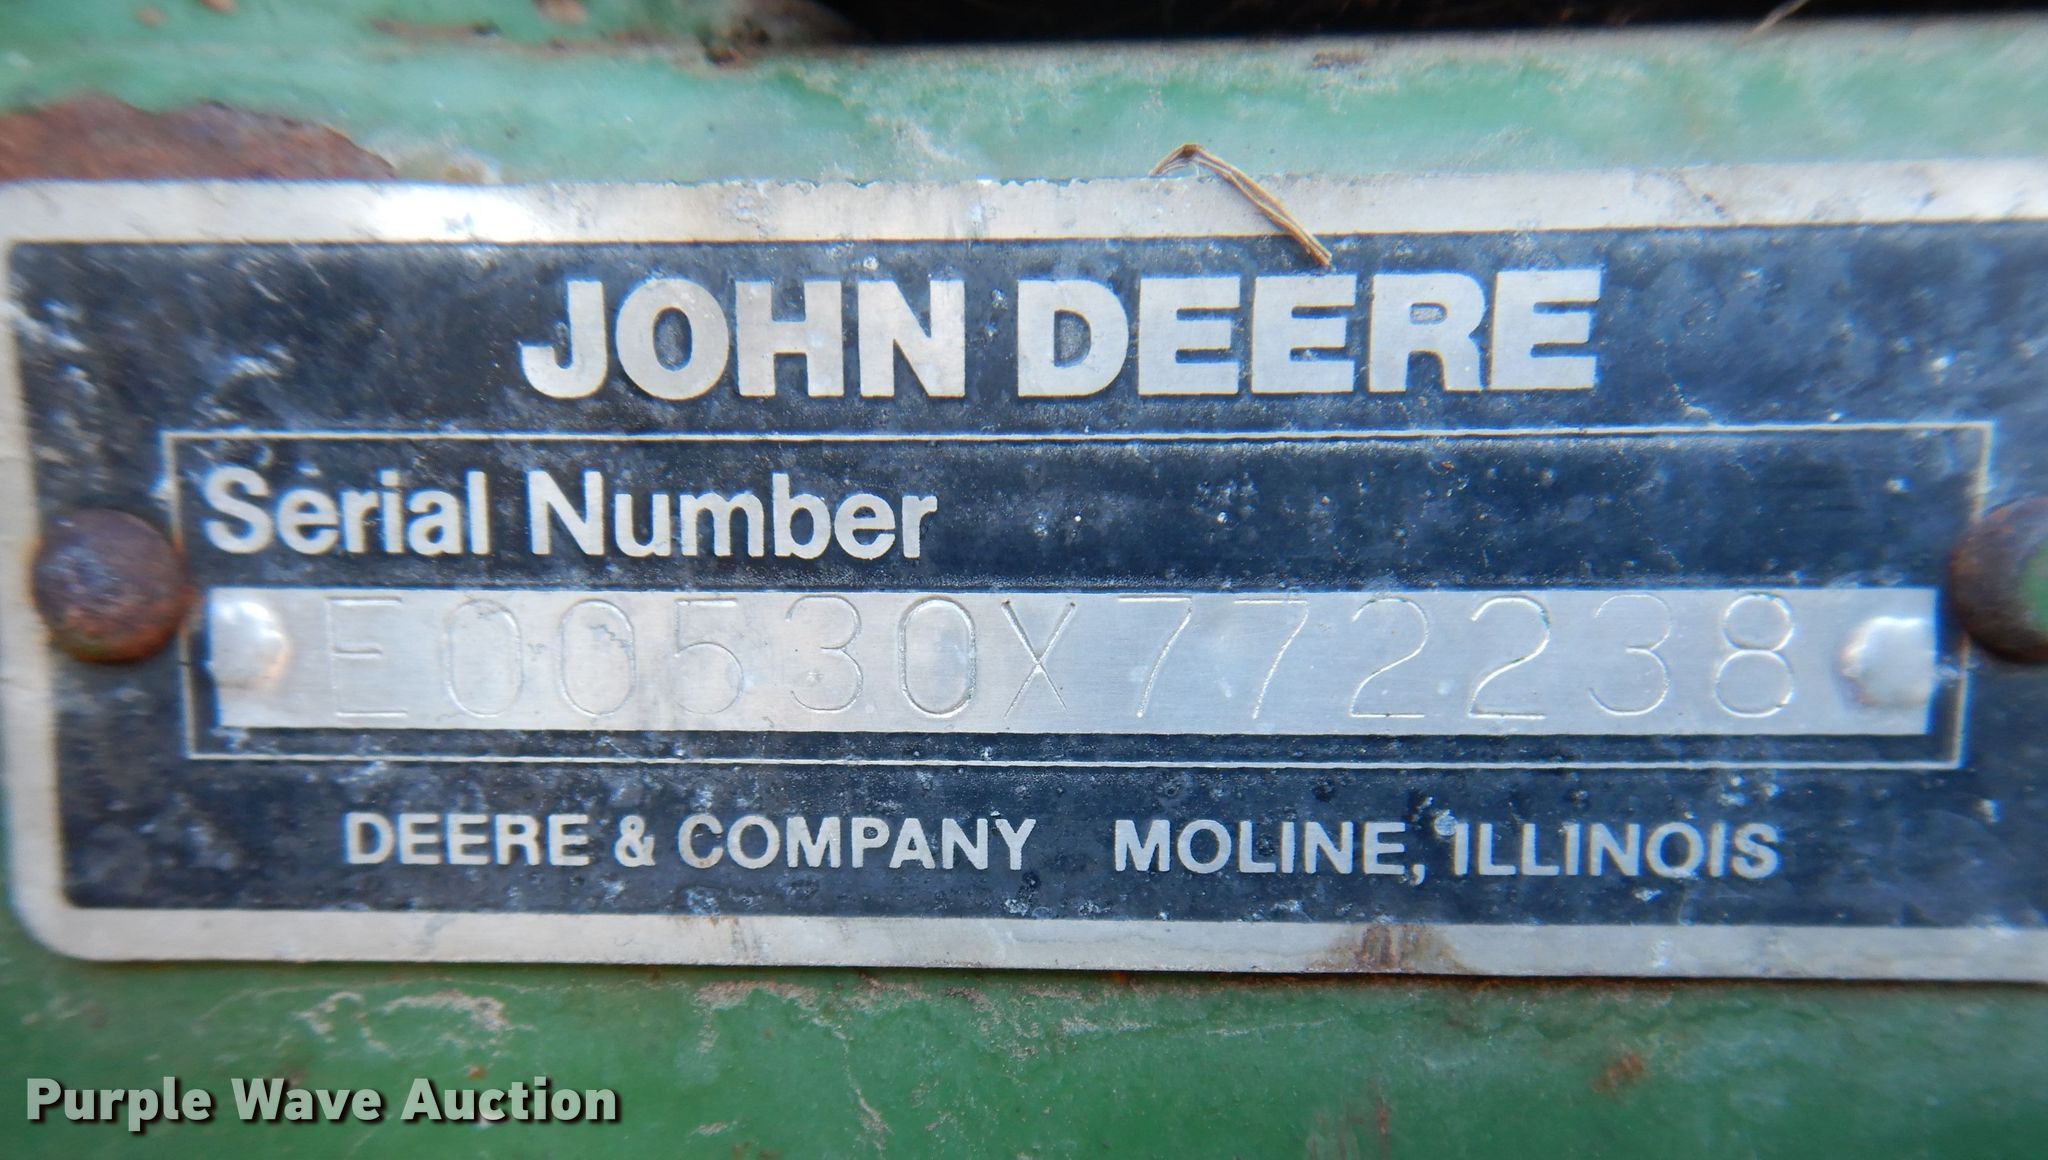 JOHN DEERE
Serial Number
E00530X772238
DEERE & COMPANY MOLINE, ILLINOIS
Purple Wave Auction